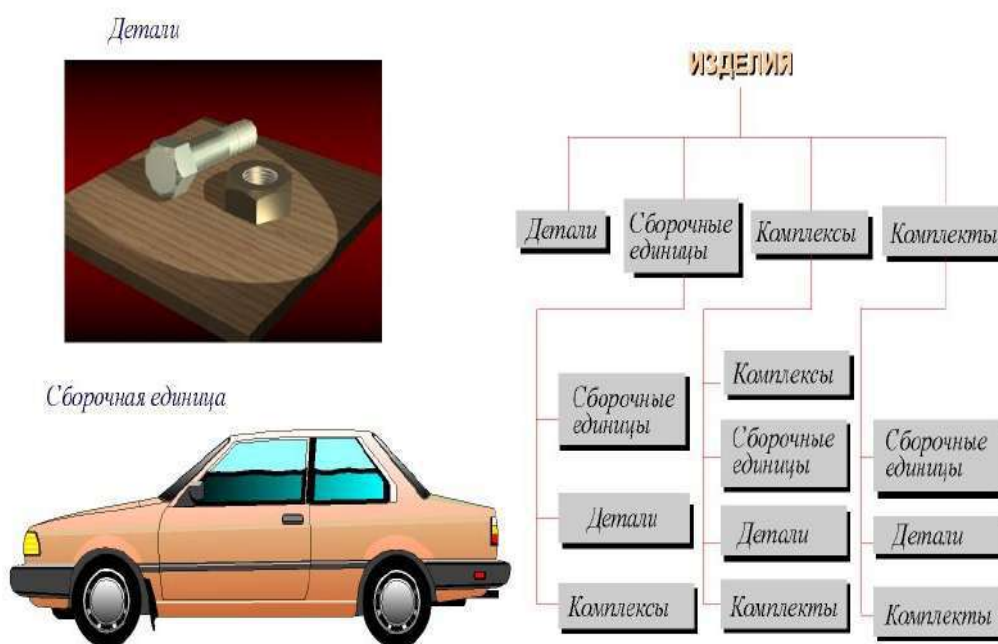 Детали
Сборочная единица
ИЗДЕЛИЯ
Детали
Сборочные
единицы
Комплексы
Комплекты
Сборочные
единицы
Детали
Комплексы
Комплексы
Сборочные
единицы
Детали
Комплекты
Сборочные
единицы
Детали
Комплекты